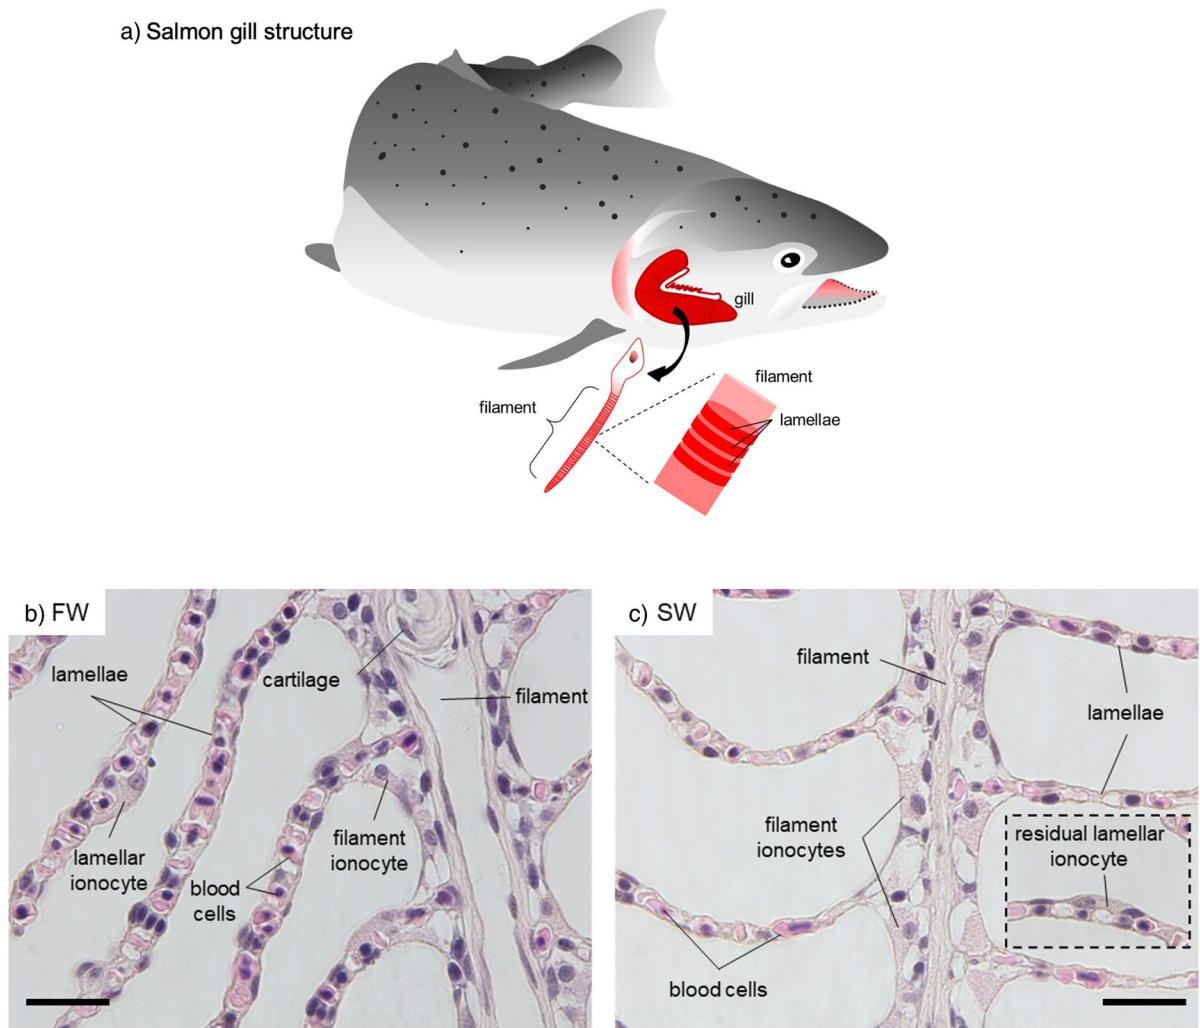 a) Salmon gill structure
gill
filament
filament
lamellae
b) FW
lamellae
cartilage
filament
lamellar
ionocyte
blood
cells
filament
ionocyte
c) SW
filament
lamellae
filament
ionocytes
residual lamellar
ionocyte
blood cells